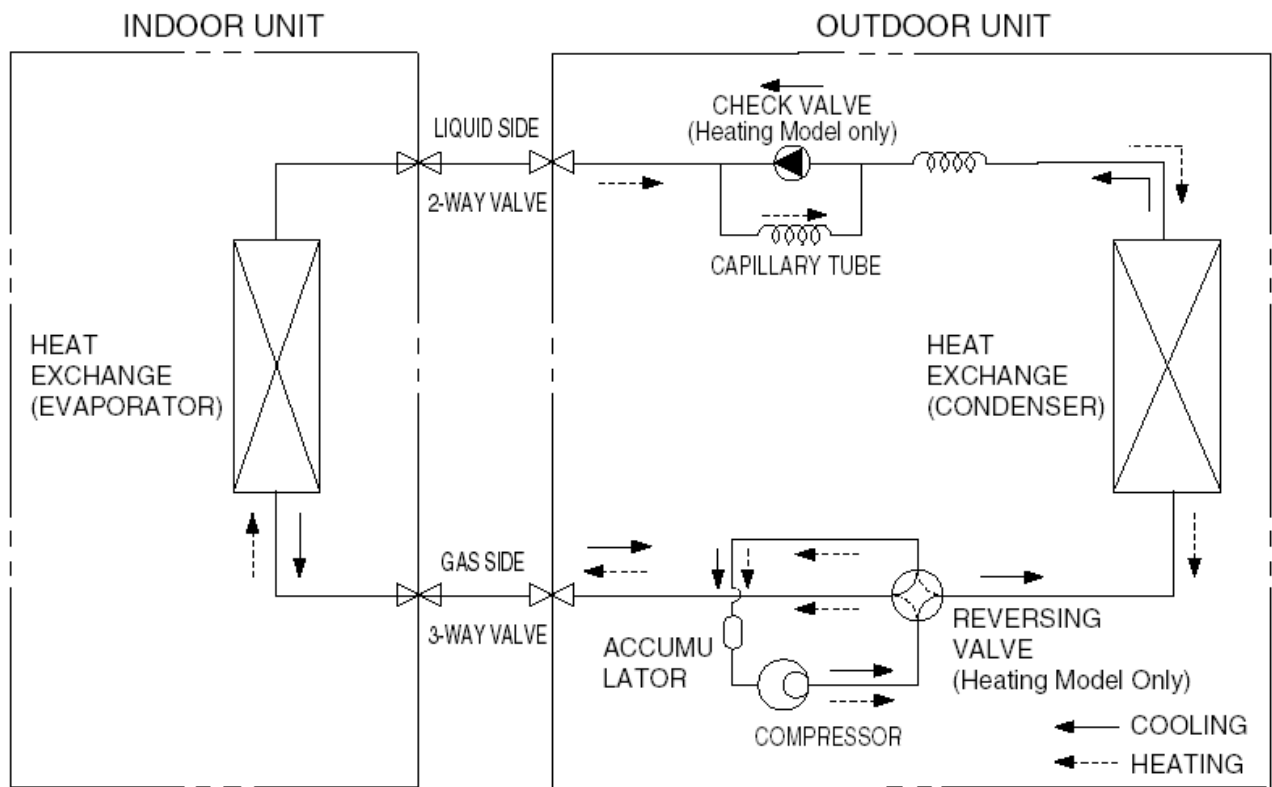 INDOOR UNIT
OUTDOOR UNIT
LIQUID SIDE
2-WAY VALVE
CHECK VALVE
(Heating Model only)
CAPILLARY TUBE
HEAT
EXCHANGE
(EVAPORATOR)
HEAT
EXCHANGE
(CONDENSER)
GAS SIDE
3-WAY VALVE
ACCUMU
LATOR
COMPRESSOR
REVERSING
VALVE
(Heating Model Only)
COOLING
HEATING